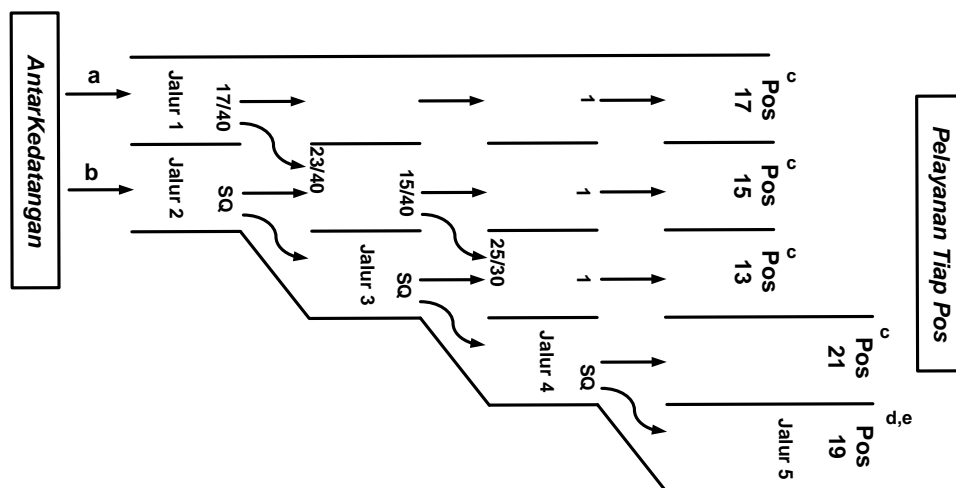 AntarKedatangan
a
b
Jalur 1
17/40
23/40
1
Pos
17
c
Jalur 2
SQ
15/40
25/30
1
Pos
15
c
Jalur 3
SQ
1
Pos
13
c
Jalur 4
SQ
Pos
21
c
Jalur 5
Pos
19
d,e
Pelayanan Tiap Pos